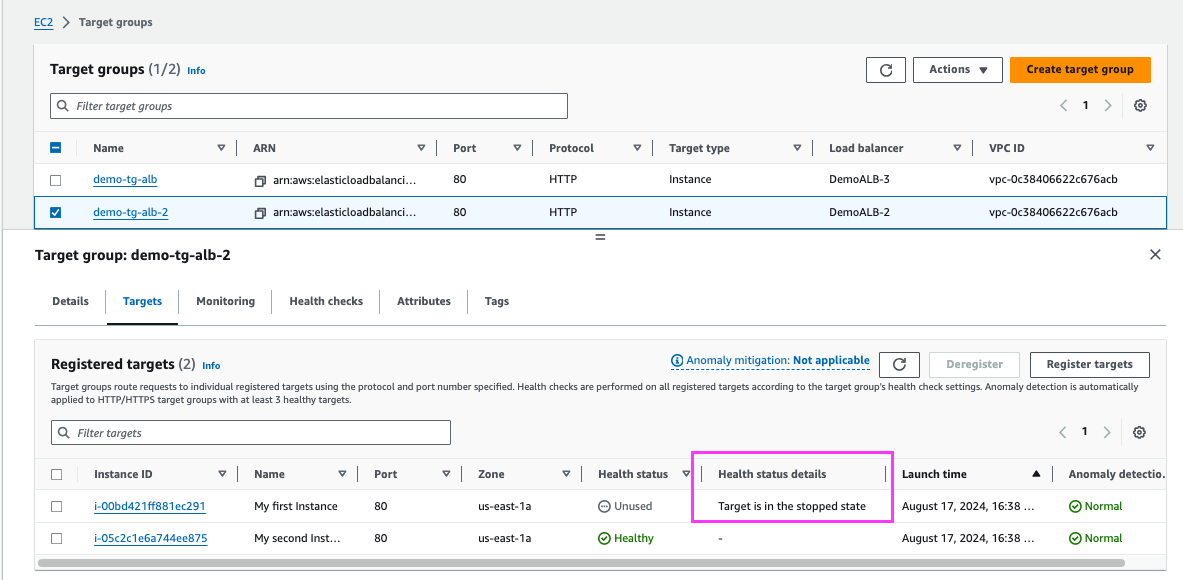 EC2 > Target groups
Target groups (1/2) Info
Actions
Create target group
Filter target groups
1
Name ARN Port Protocol Target type Load balancer VPC ID
demo-tg-alb arn:aws:elasticloadbalanci... 80 HTTP Instance DemoALB-3 vpc-0c38406622c676acb
demo-tg-alb-2 arn:aws:elasticloadbalanci... 80 HTTP Instance DemoALB-2 vpc-0c38406622c676acb
Target group: demo-tg-alb-2
Details Targets Monitoring Health checks Attributes Tags
Registered targets (2) Info
Anomaly mitigation: Not applicable
Deregister
Register targets
Target groups route requests to individual registered targets using the protocol and port number specified. Health checks are performed on all registered targets according to the target group's health check settings. Anomaly detection is automatically
applied to HTTP/HTTPS target groups with at least 3 healthy targets.
Filter targets
1
Instance ID Name Port Zone Health status Health status details Launch time Anomaly detectio.
i-00bd421ff881ec291 My first Instance 80 us-east-1a Unused Target is in the stopped state August 17, 2024, 16:38 ... Normal
i-05c2c1e6a744ee875 My second Inst... 80 us-east-1a Healthy - August 17, 2024, 16:38 ... Normal